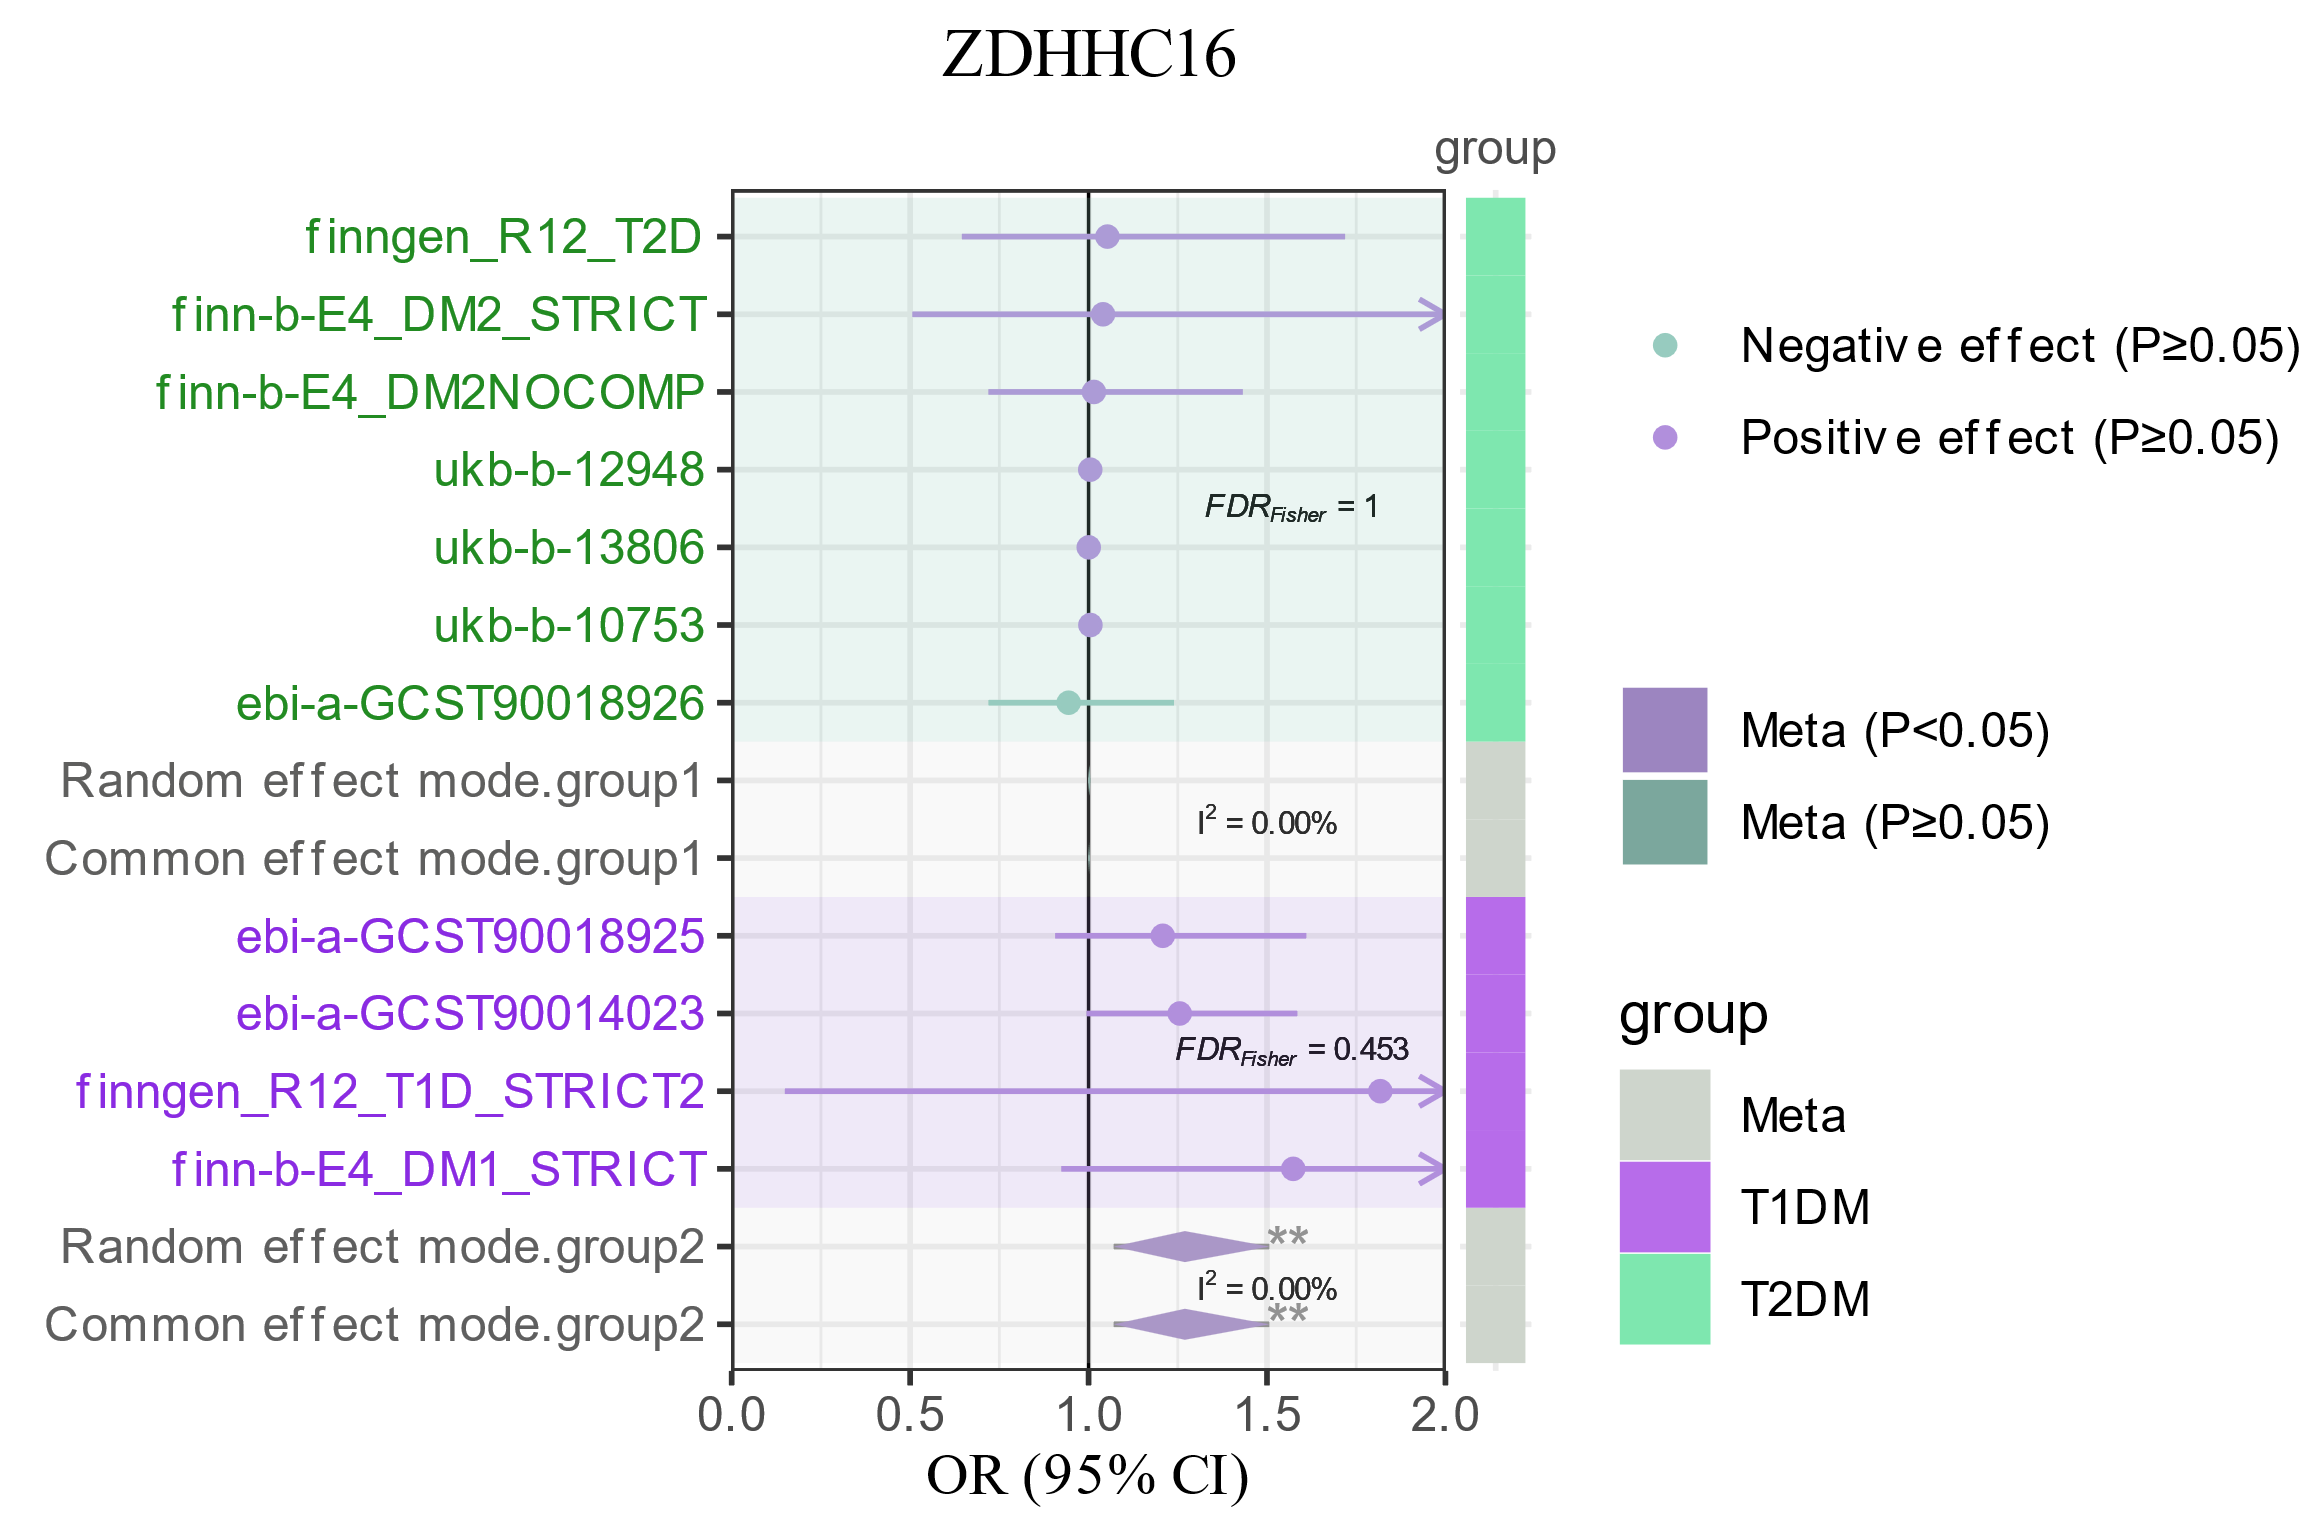 ZDHHC16
group
finngen_R12_T2D
finn-b-E4_DM2_STRICT
finn-b-E4_DM2NOCOMP
ukb-b-12948
FDR_Fisher = 1
ukb-b-13806
ukb-b-10753
ebi-a-GCST90018926
Random effect mode.group1
I² = 0.00%
Common effect mode.group1
ebi-a-GCST90018925
ebi-a-GCST90014023
FDR_Fisher = 0.453
finngen_R12_T1D_STRICT2
finn-b-E4_DM1_STRICT
Random effect mode.group2
**
I² = 0.00%
Common effect mode.group2
**
0.0 0.5 1.0 1.5 2.0
OR (95% CI)
Negative effect (P≥0.05)
Positive effect (P≥0.05)
Meta (P<0.05)
Meta (P≥0.05)
group
Meta
T1DM
T2DM